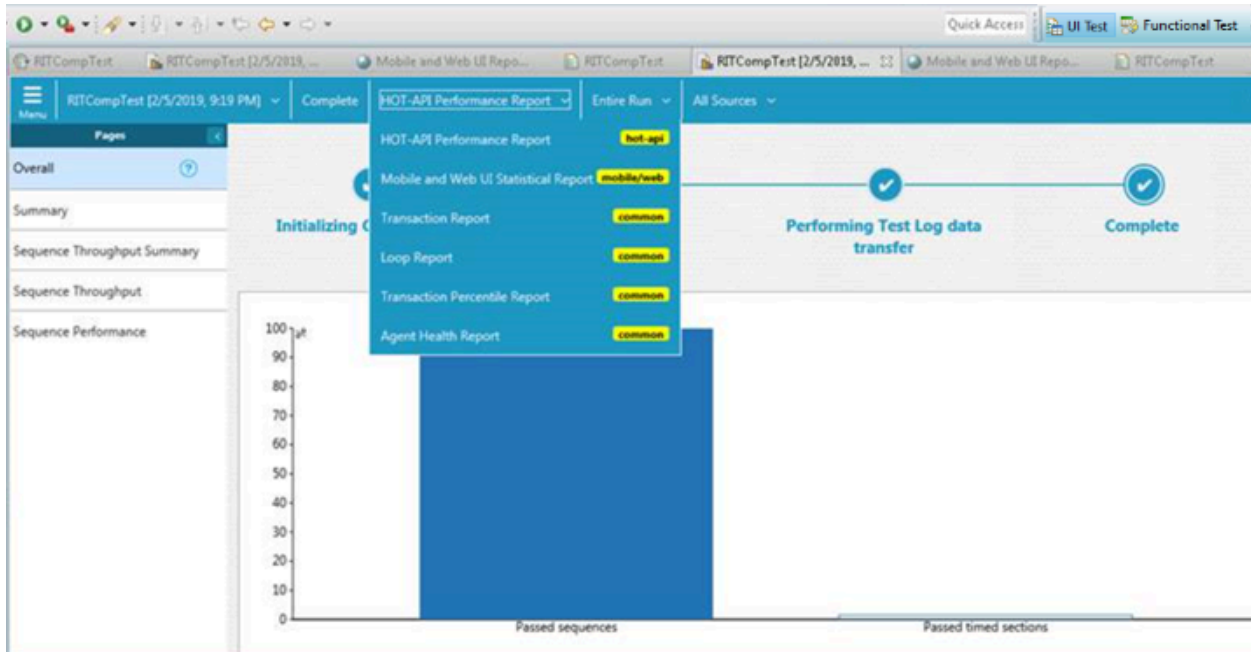 Quick Access
UI Test
Functional Test
RITCompTest
RITCompTest [2/5/2019, ...
Mobile and Web UI Repo...
RITCompTest
RITCompTest [2/5/2019, ...
Mobile and Web UI Repo...
RITCompTest
Menu
RITCompTest [2/5/2019, 9:19 PM]
Complete
HOT-API Performance Report
Entire Run
All Sources
Pages
Overall
Summary
Sequence Throughput Summary
Sequence Throughput
Sequence Performance
HOT-API Performance Report hot-api
Mobile and Web UI Statistical Report mobile/web
Transaction Report common
Loop Report common
Transaction Percentile Report common
Agent Health Report common
Initializing
Performing Test Log data
transfer
Complete
100
90
80
70
60
50
40
30
20
10
0
Passed sequences
Passed timed sections